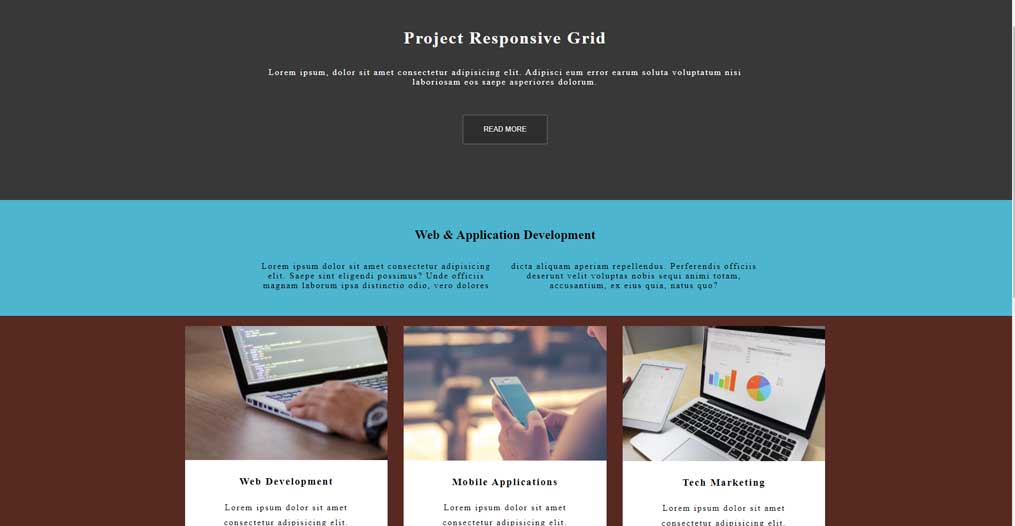 Project Responsive Grid
Lorem ipsum, dolor sit amet consectetur adipisicing elit. Adipisci eum error earum soluta voluptatum nisi
laboriosam eos saepe asperiores dolorum.
READ MORE
Web & Application Development
Lorem ipsum dolor sit amet consectetur adipisicing
elit. Saepe sint eligendi possimus? Unde officiis
magnam laborum ipsa distinctio odio, vero dolores
dicta aliquam aperiam repellendus. Perferendis officiis
deserunt velit voluptas nobis sequi animi totam,
accusantium, ex eius quia, natus quo?
Web Development
Lorem ipsum dolor sit amet
consectetur adipisicing elit.
Mobile Applications
Lorem ipsum dolor sit amet
consectetur adipisicing elit.
Tech Marketing
Lorem ipsum dolor sit amet
consectetur adipisicing elit.